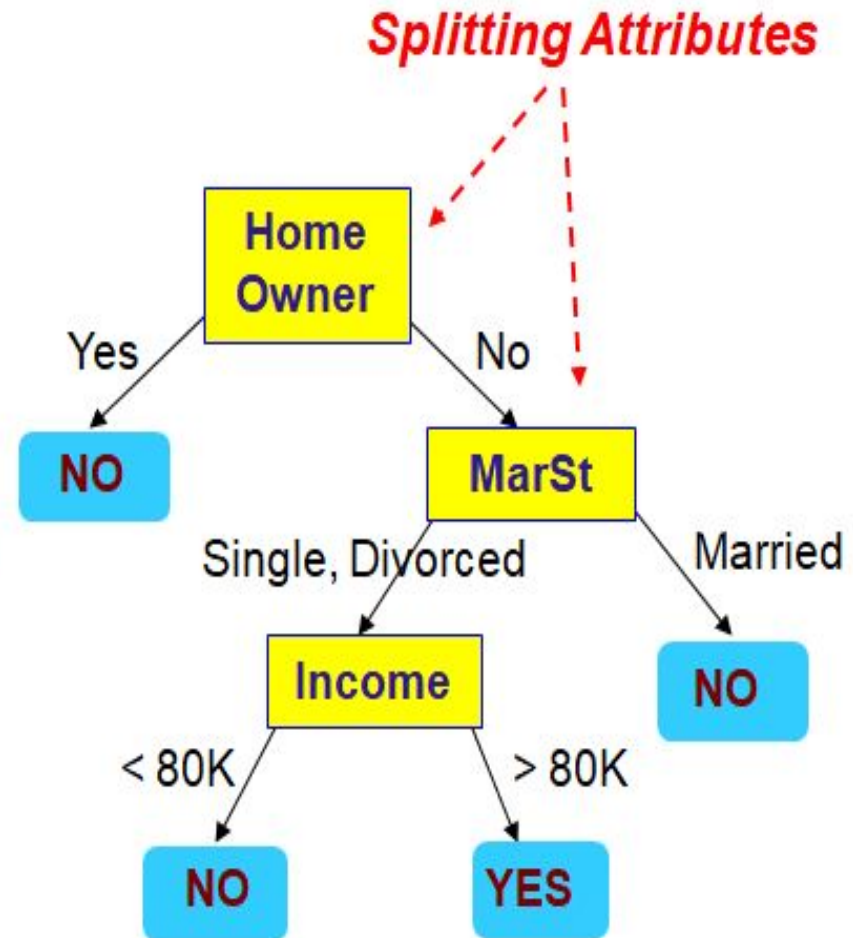 Splitting Attributes
Home
Owner
Yes
No
NO
MarSt
Single, Divorced
Married
Income
NO
< 80K
> 80K
NO
YES